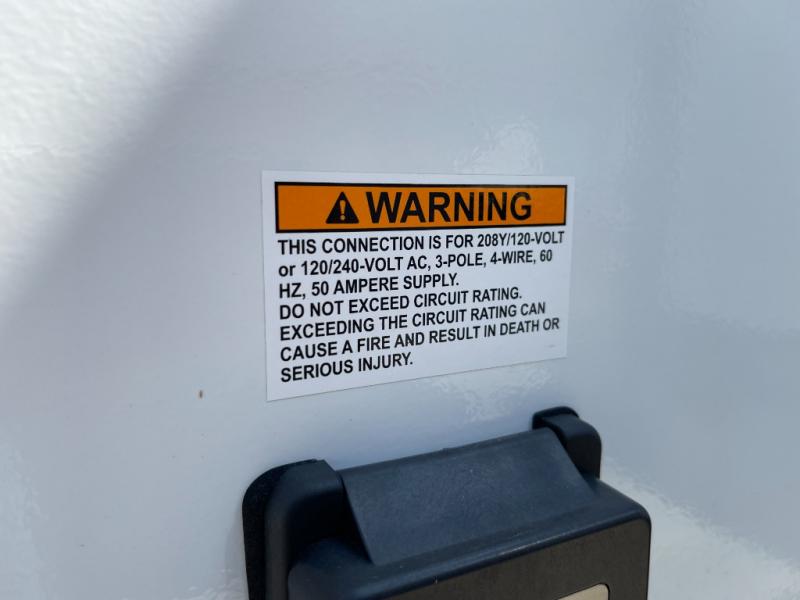 WARNING
THIS CONNECTION IS FOR 208Y/120-VOLT
or 120/240-VOLT AC, 3-POLE, 4-WIRE, 60
HZ, 50 AMPERE SUPPLY.
DO NOT EXCEED CIRCUIT RATING.
EXCEEDING THE CIRCUIT RATING CAN
CAUSE A FIRE AND RESULT IN DEATH OR
SERIOUS INJURY.